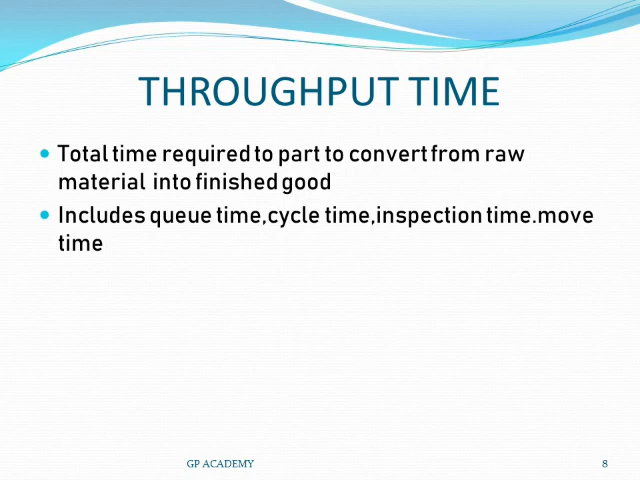 THROUGHPUT TIME
Total time required to part to convert from raw
material into finished good
Includes queue time,cycle time,inspection time.move
time
GP ACADEMY
8